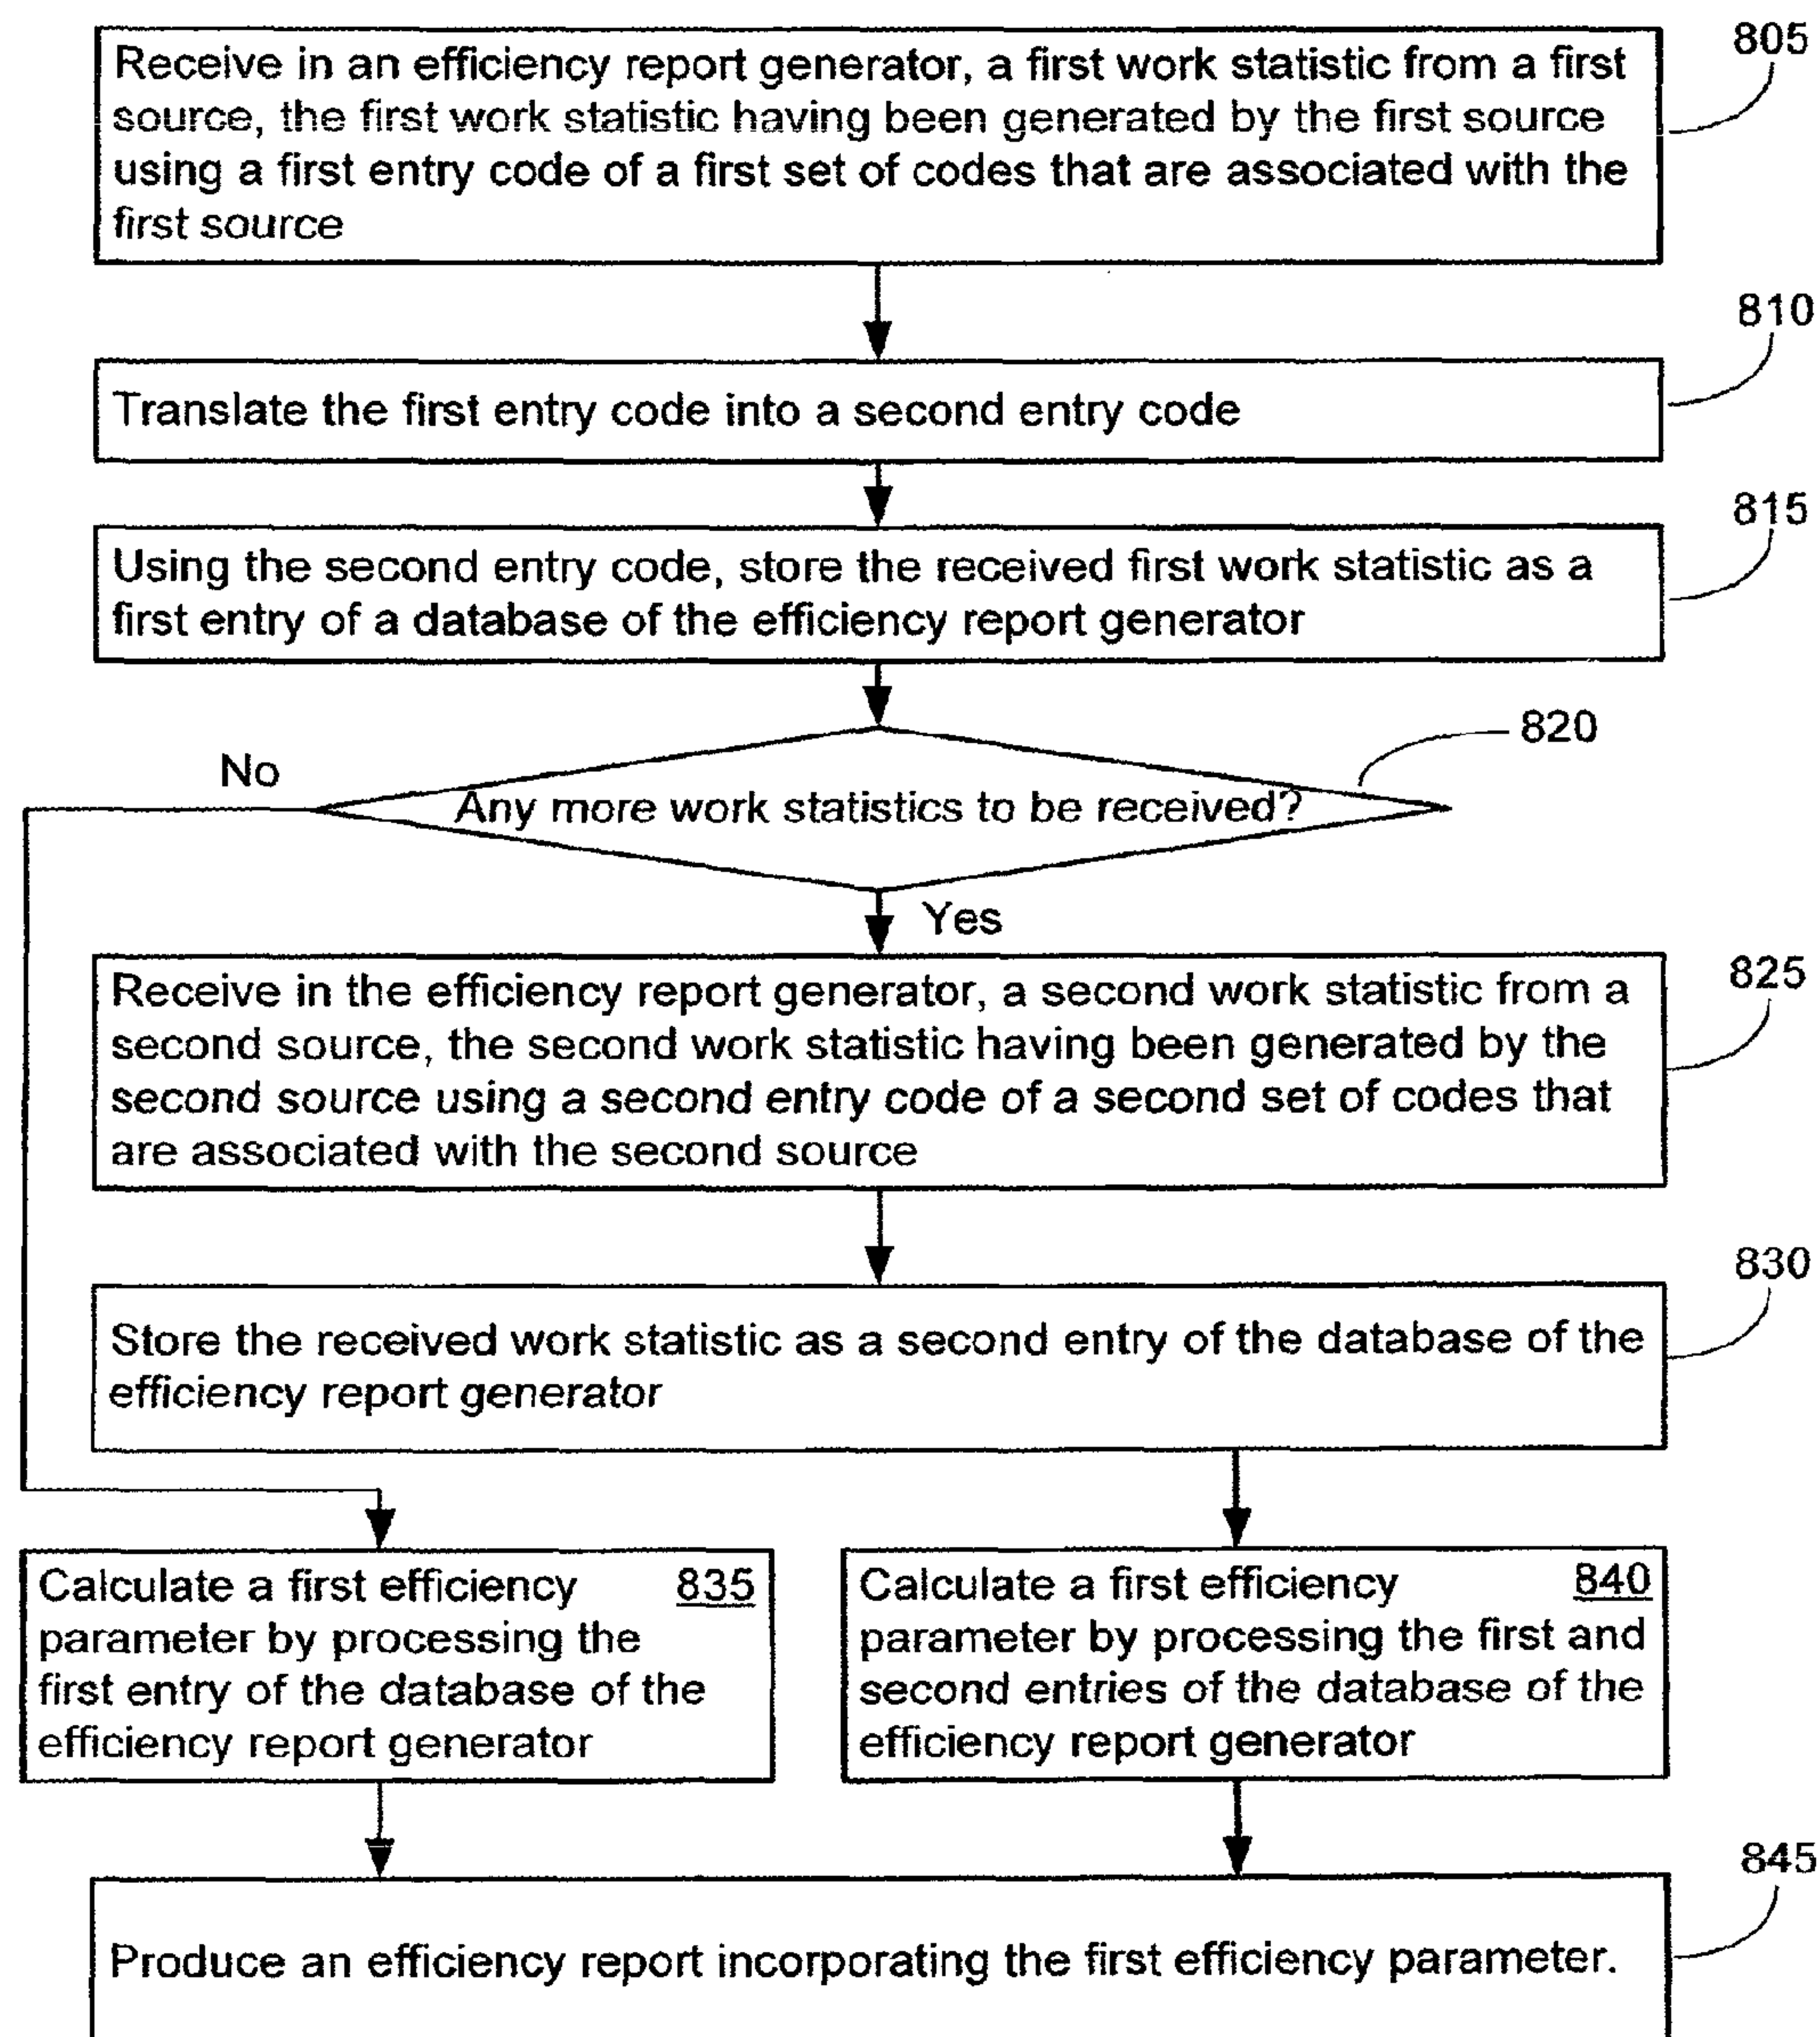 805
Receive in an efficiency report generator, a first work statistic from a first
source, the first work statistic having been generated by the first source
using a first entry code of a first set of codes that are associated with the
first source
810
Translate the first entry code into a second entry code
815
Using the second entry code, store the received first work statistic as a
first entry of a database of the efficiency report generator
820
No
Any more work statistics to be received?
Yes
825
Receive in the efficiency report generator, a second work statistic from a
second source, the second work statistic having been generated by the
second source using a second entry code of a second set of codes that
are associated with the second source
830
Store the received work statistic as a second entry of the database of the
efficiency report generator
Calculate a first efficiency 835
parameter by processing the
first entry of the database of the
efficiency report generator
Calculate a first efficiency 840
parameter by processing the first and
second entries of the database of the
efficiency report generator
845
Produce an efficiency report incorporating the first efficiency parameter.